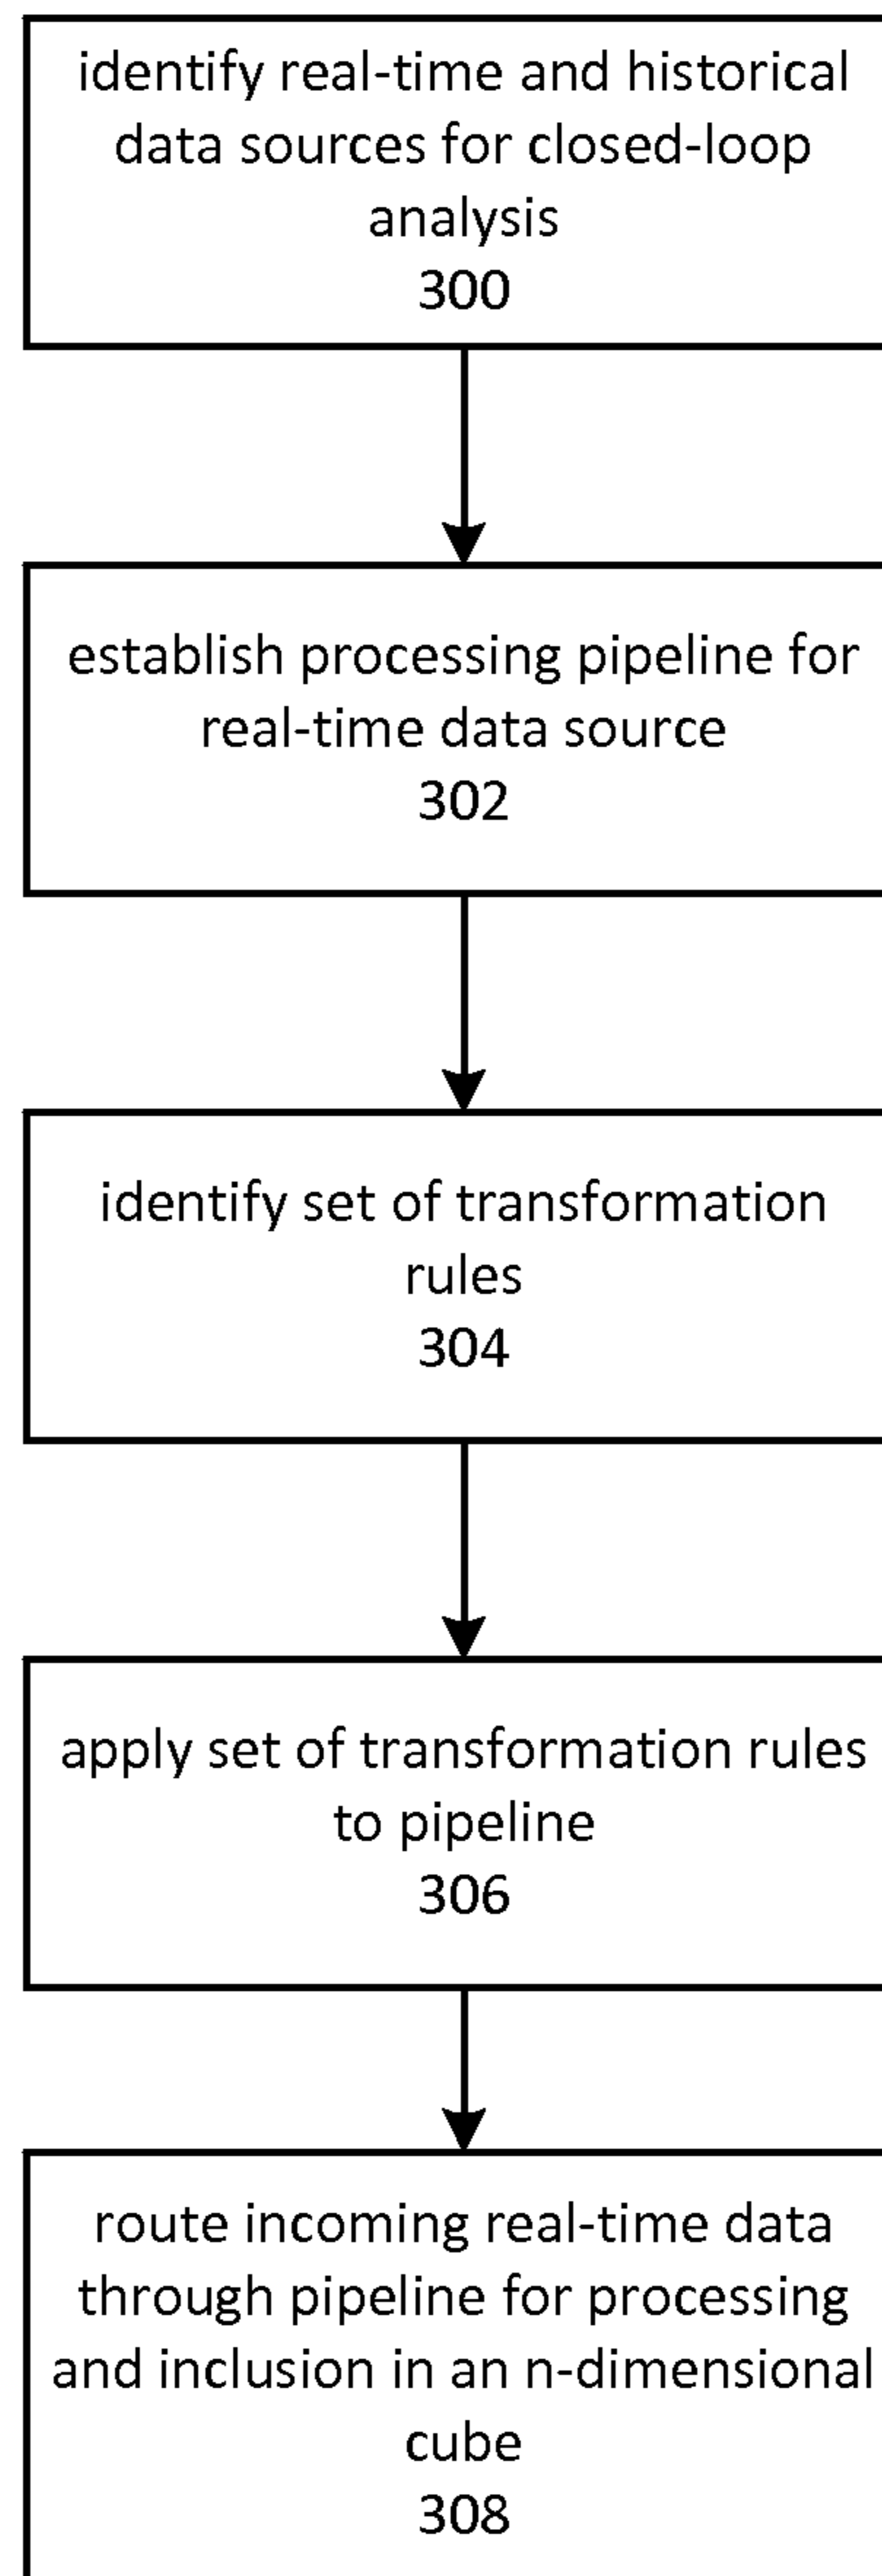 identify real-time and historical
data sources for closed-loop
analysis
300
establish processing pipeline for
real-time data source
302
identify set of transformation
rules
304
apply set of transformation rules
to pipeline
306
route incoming real-time data
through pipeline for processing
and inclusion in an n-dimensional
cube
308